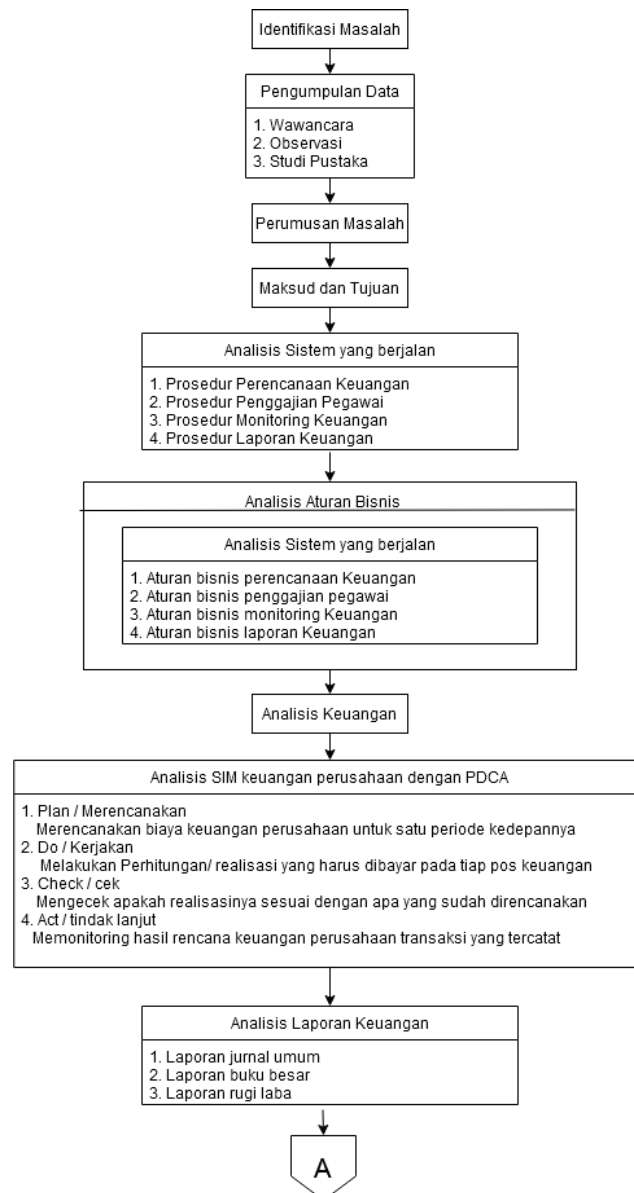 Identifikasi Masalah
Pengumpulan Data
1. Wawancara
2. Observasi
3. Studi Pustaka
Perumusan Masalah
Maksud dan Tujuan
Analisis Sistem yang berjalan
1. Prosedur Perencanaan Keuangan
2. Prosedur Penggajian Pegawai
3. Prosedur Monitoring Keuangan
4. Prosedur Laporan Keuangan
Analisis Aturan Bisnis
Analisis Sistem yang berjalan
1. Aturan bisnis perencanaan Keuangan
2. Aturan bisnis penggajian pegawai
3. Aturan bisnis monitoring Keuangan
4. Aturan bisnis laporan Keuangan
Analisis Keuangan
Analisis SIM keuangan perusahaan dengan PDCA
1. Plan / Merencanakan
Merencanakan biaya keuangan perusahaan untuk satu periode kedepannya
2. Do / Kerjakan
Melakukan Perhitungan/ realisasi yang harus dibayar pada tiap pos keuangan
3. Check / cek
Mengecek apakah realisasinya sesuai dengan apa yang sudah direncanakan
4. Act / tindak lanjut
Memonitoring hasil rencana keuangan perusahaan transaksi yang tercatat
Analisis Laporan Keuangan
1. Laporan jurnal umum
2. Laporan buku besar
3. Laporan rugi laba
A